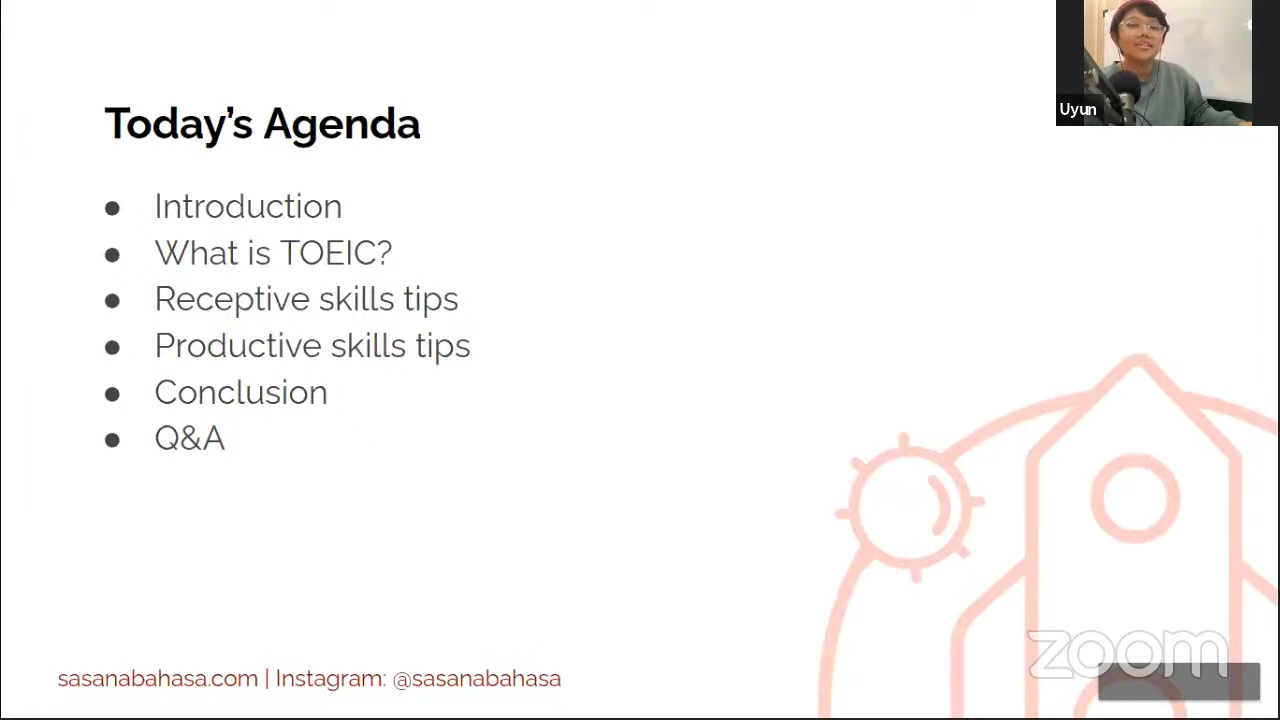 Today's Agenda
● Introduction
● What is TOEIC?
● Receptive skills tips
● Productive skills tips
● Conclusion
● Q&A
sasanabahasa.com | Instagram: @sasanabahasa
Uyun
zoom